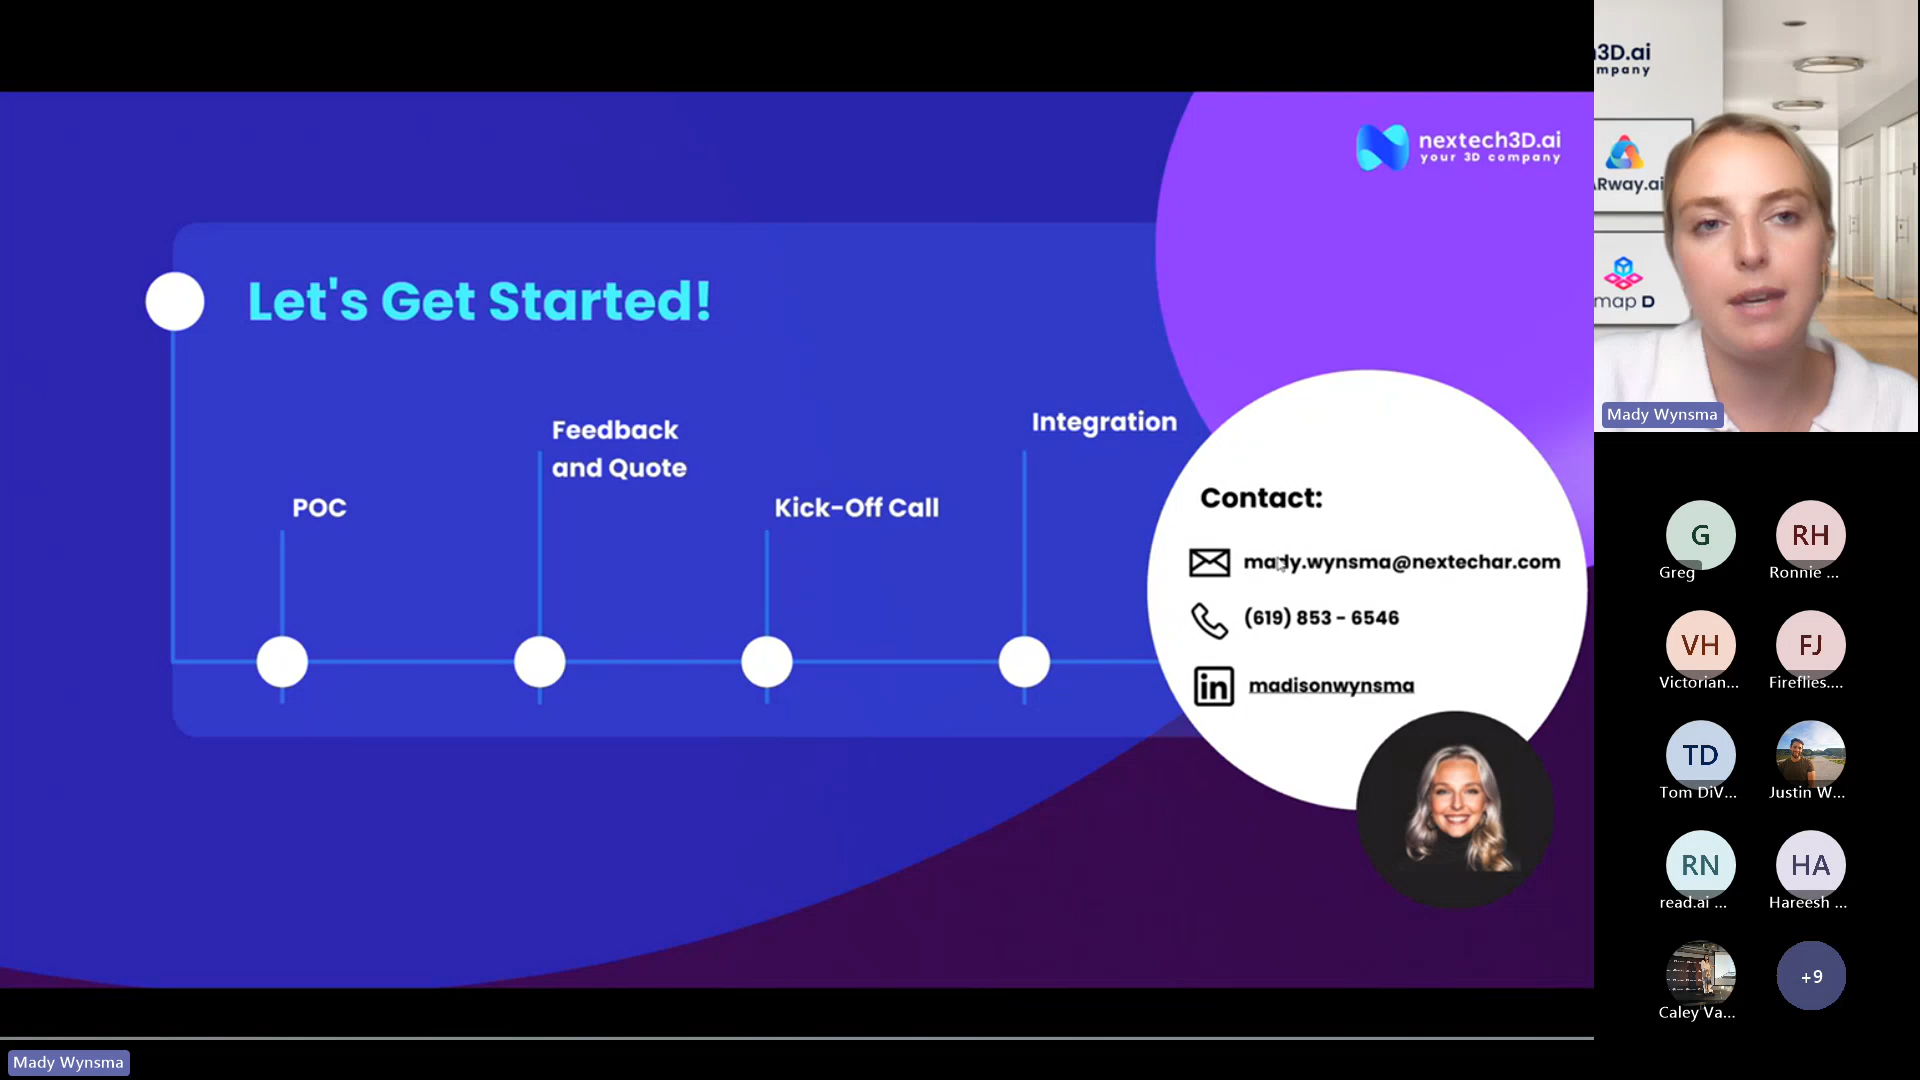 nextech3D.ai
your 3D company
Let's Get Started!
POC
Feedback
and Quote
Kick-Off Call
Integration
Contact:
mady.wynsma@nextechar.com
(619) 853 - 6546
in
madisonwynsma
Mady Wynsma
3D.ai
mpany
Rway.ai
map D
Mady Wynsma
G
Greg
RH
Ronnie ...
VH
Victorian...
FJ
Fireflies....
TD
Tom DiV...
Justin W...
RN
read.ai ...
HA
Hareesh ...
Caley Va...
+9